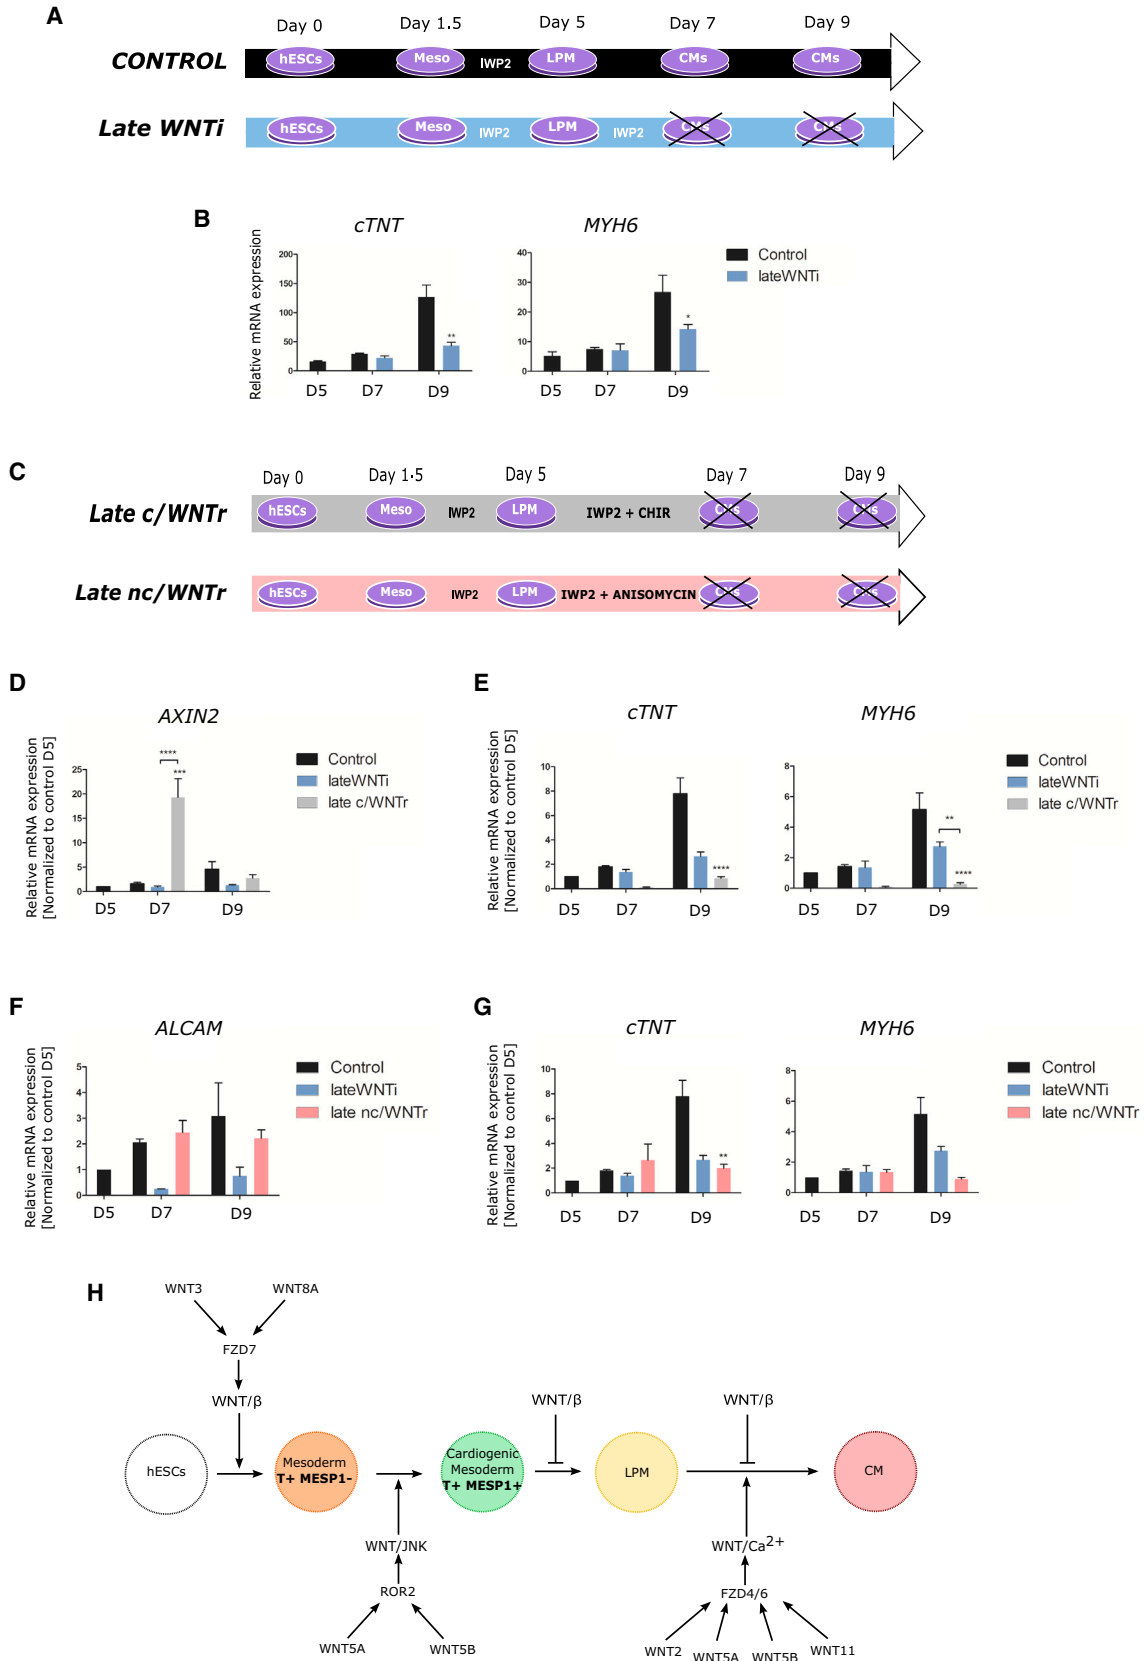 A
Day 0
Day 1.5
Day 5
Day 7
Day 9
CONTROL
hESCs
Meso
IWP2
LPM
CMs
CMs
Late WNTi
hESCs
Meso
IWP2
LPM
IWP2
CMs
CMs
B
cTNT
MYH6
Relative mRNA expression
200
150
100
50
0
**
D5
D7
D9
40
30
20
10
0
*
D5
D7
D9
Control
lateWNTi
C
Day 0
Day 1·5
Day 5
Day 7
Day 9
Late c/WNTr
hESCs
Meso
IWP2
LPM
IWP2 + CHIR
CMs
CMs
Late nc/WNTr
hESCs
Meso
IWP2
LPM
IWP2 + ANISOMYCIN
CMs
CMs
D
AXIN2
Relative mRNA expression
[Normalized to control D5]
25
20
15
10
5
0
****
***
D5
D7
D9
Control
lateWNTi
late c/WNTr
E
cTNT
MYH6
Relative mRNA expression
[Normalized to control D5]
10
8
6
4
2
0
****
D5
D7
D9
8
6
4
2
0
**
****
D5
D7
D9
Control
lateWNTi
late c/WNTr
F
ALCAM
Relative mRNA expression
[Normalized to control D5]
5
4
3
2
1
0
D5
D7
D9
Control
lateWNTi
late nc/WNTr
G
cTNT
MYH6
Relative mRNA expression
[Normalized to control D5]
10
8
6
4
2
0
**
D5
D7
D9
8
6
4
2
0
D5
D7
D9
Control
lateWNTi
late nc/WNTr
H
WNT3
WNT8A
FZD7
WNT/β
WNT/β
WNT/β
hESCs
Mesoderm
T+ MESP1-
Cardiogenic
Mesoderm
T+ MESP1+
LPM
CM
WNT/JNK
ROR2
WNT5A
WNT5B
WNT/Ca2+
FZD4/6
WNT2
WNT5A
WNT5B
WNT11